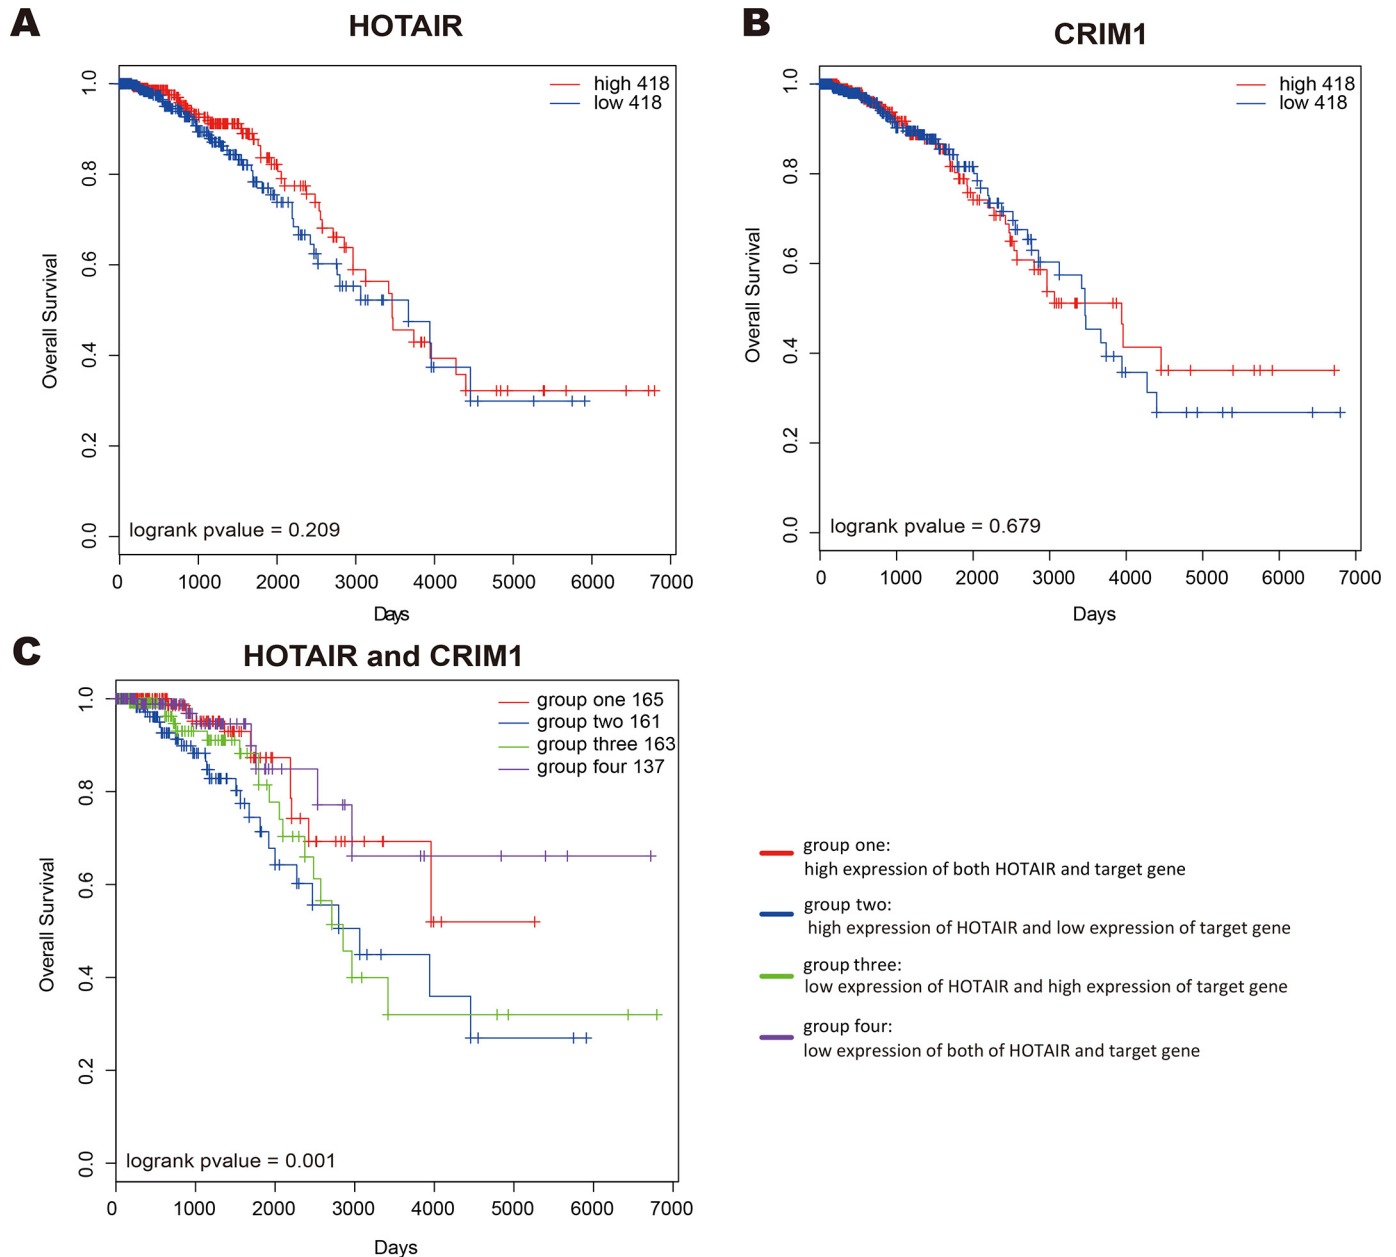 A
HOTAIR
high 418
low 418
Overall Survival
1.0
0.8
0.6
0.4
0.2
0.0
logrank pvalue = 0.209
0 1000 2000 3000 4000 5000 6000 7000
Days
B
CRIM1
high 418
low 418
Overall Survival
1.0
0.8
0.6
0.4
0.2
0.0
logrank pvalue = 0.679
0 1000 2000 3000 4000 5000 6000 7000
Days
C
HOTAIR and CRIM1
group one 165
group two 161
group three 163
group four 137
Overall Survival
1.0
0.8
0.6
0.4
0.2
0.0
logrank pvalue = 0.001
0 1000 2000 3000 4000 5000 6000 7000
Days
group one:
high expression of both HOTAIR and target gene
group two:
high expression of HOTAIR and low expression of target gene
group three:
low expression of HOTAIR and high expression of target gene
group four:
low expression of both of HOTAIR and target gene